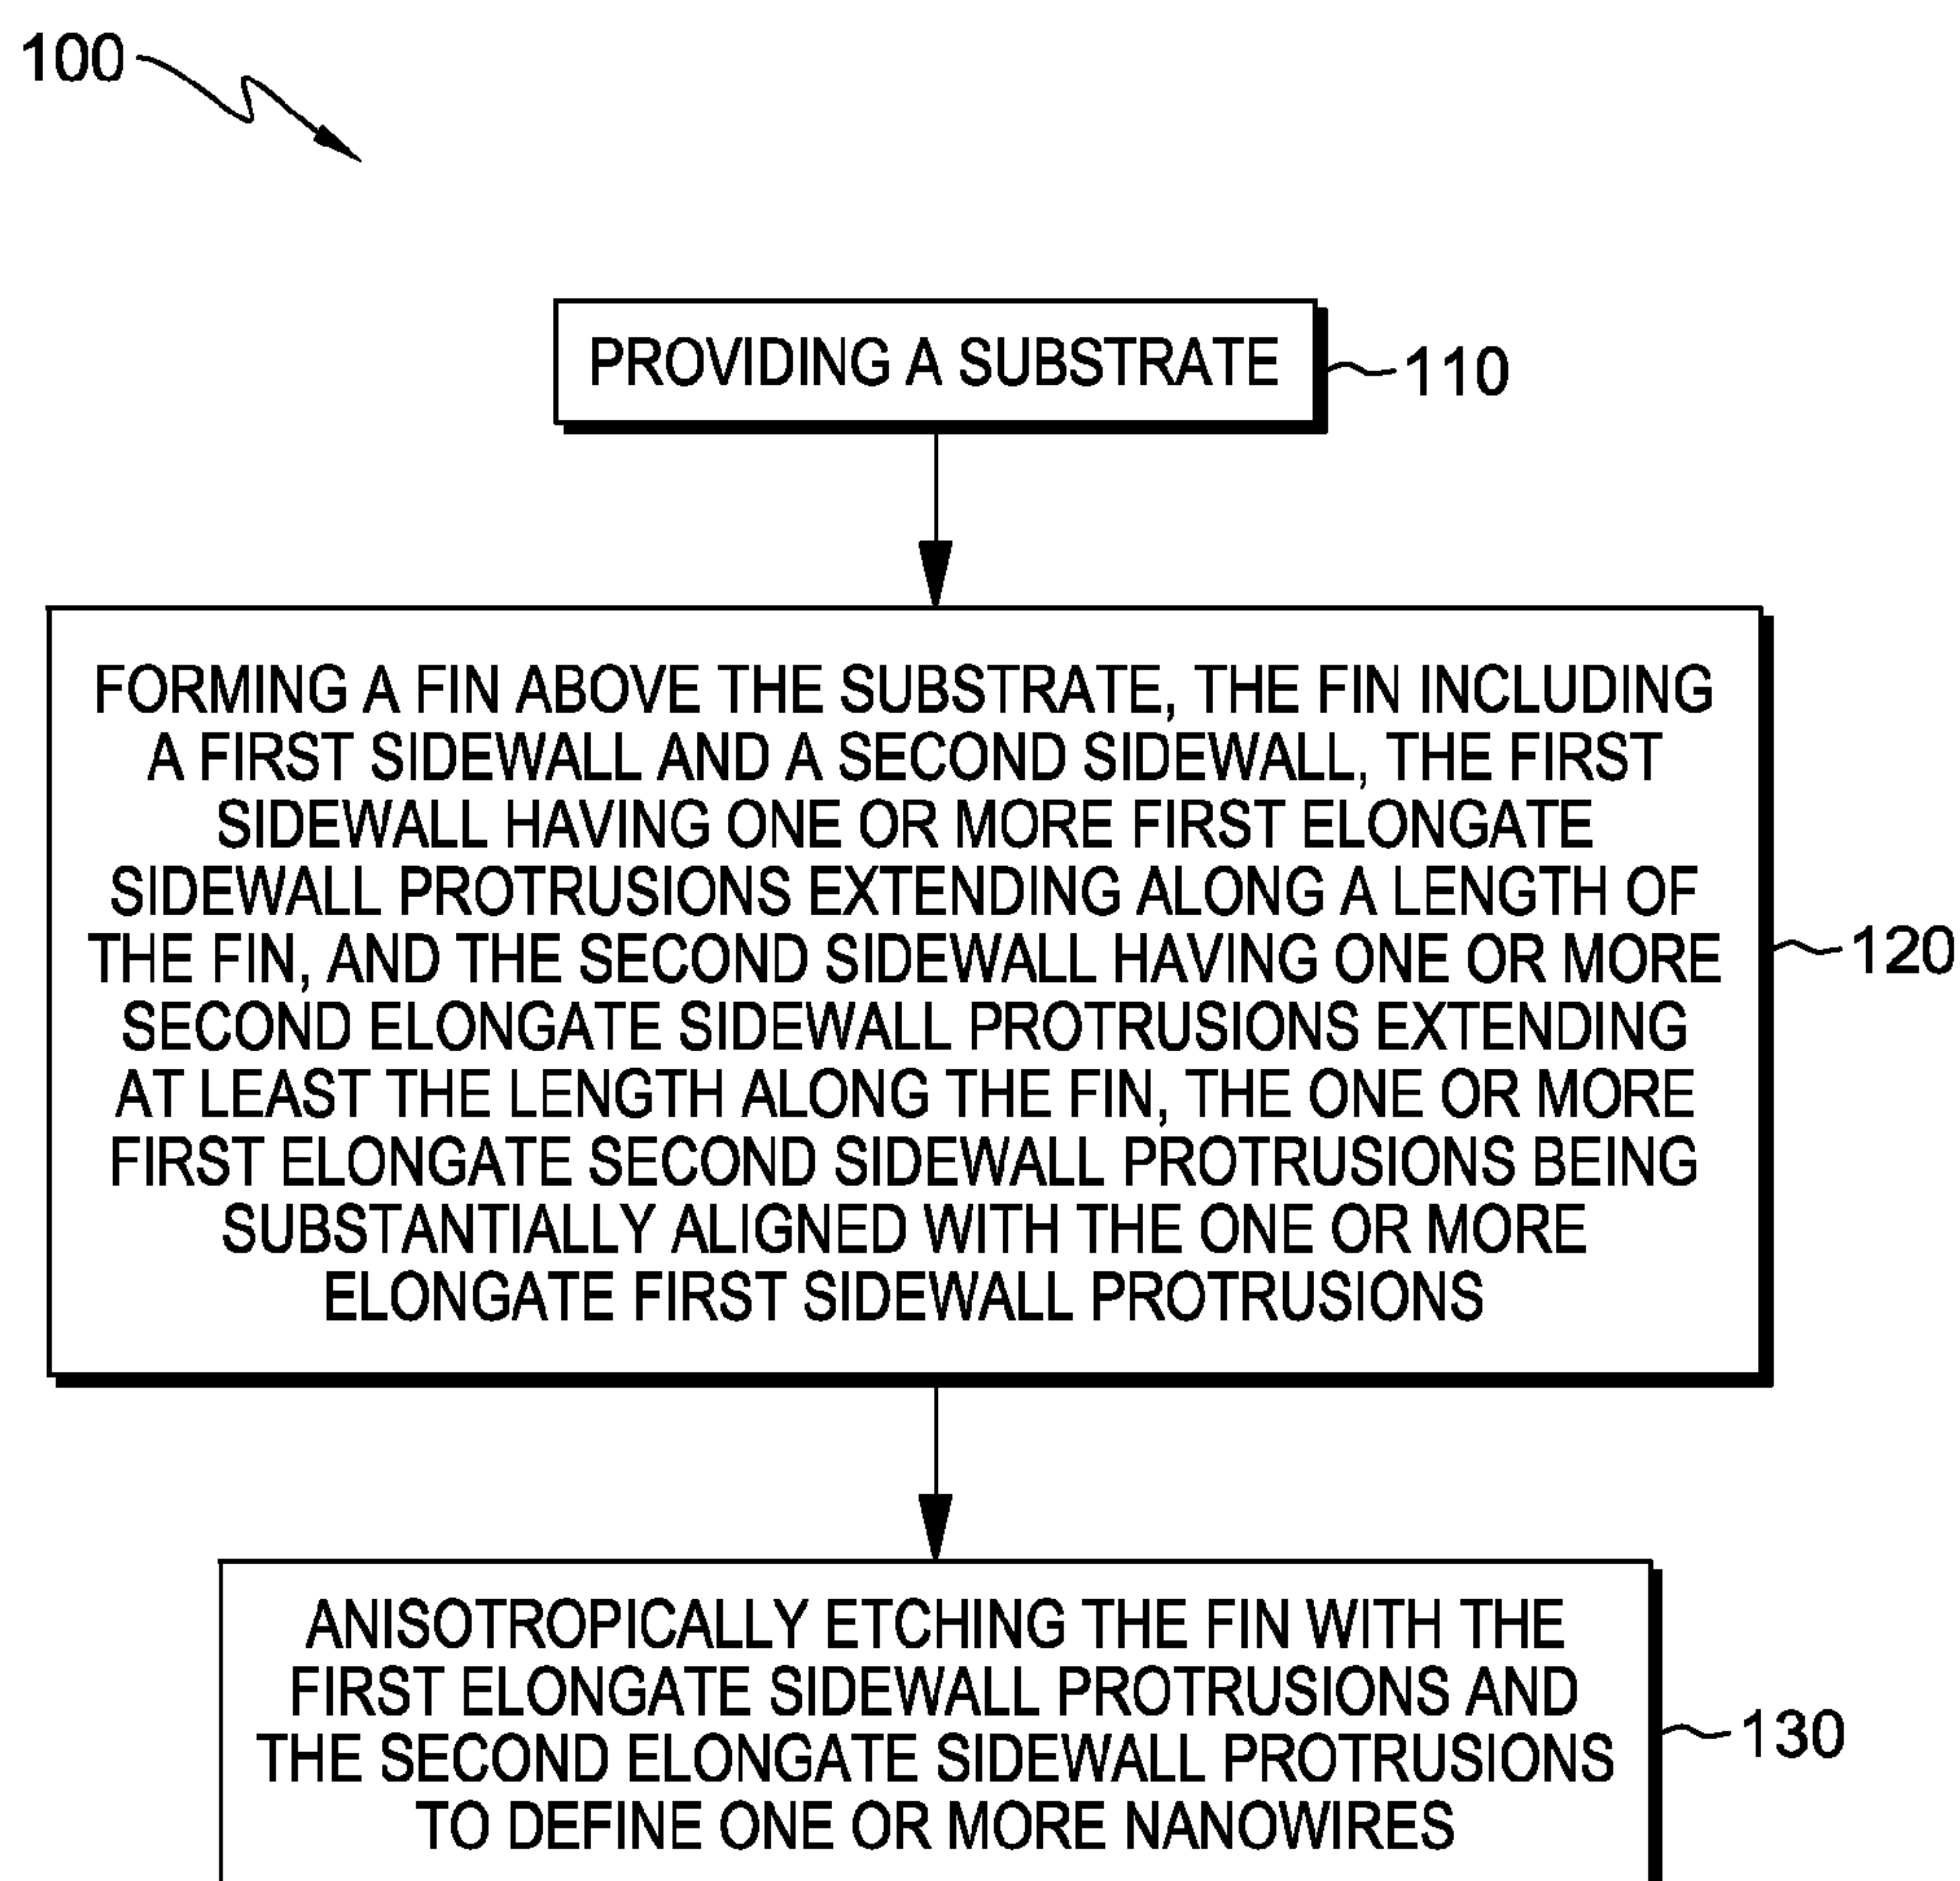 100
PROVIDING A SUBSTRATE
110
FORMING A FIN ABOVE THE SUBSTRATE, THE FIN INCLUDING
A FIRST SIDEWALL AND A SECOND SIDEWALL, THE FIRST
SIDEWALL HAVING ONE OR MORE FIRST ELONGATE
SIDEWALL PROTRUSIONS EXTENDING ALONG A LENGTH OF
THE FIN, AND THE SECOND SIDEWALL HAVING ONE OR MORE
SECOND ELONGATE SIDEWALL PROTRUSIONS EXTENDING
AT LEAST THE LENGTH ALONG THE FIN, THE ONE OR MORE
FIRST ELONGATE SECOND SIDEWALL PROTRUSIONS BEING
SUBSTANTIALLY ALIGNED WITH THE ONE OR MORE
ELONGATE FIRST SIDEWALL PROTRUSIONS
120
ANISOTROPICALLY ETCHING THE FIN WITH THE
FIRST ELONGATE SIDEWALL PROTRUSIONS AND
THE SECOND ELONGATE SIDEWALL PROTRUSIONS
TO DEFINE ONE OR MORE NANOWIRES
130